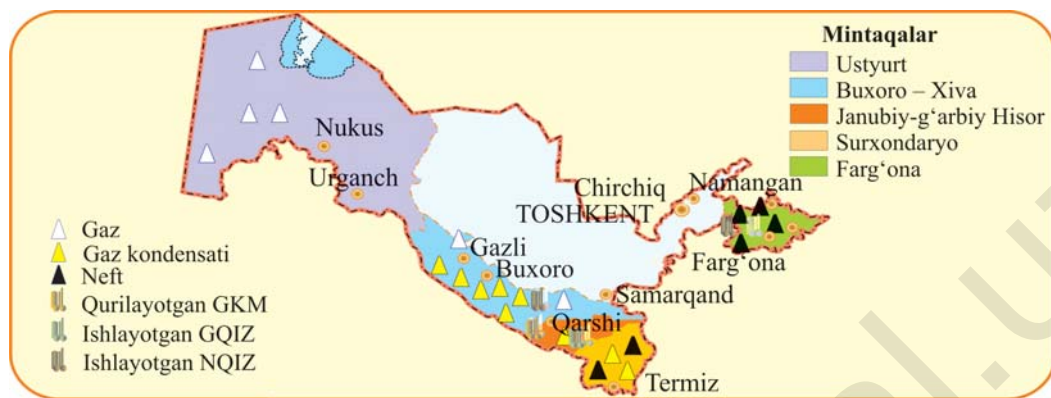 Mintaqalar
Ustyurt
Buxoro – Xiva
Janubiy-g‘arbiy Hisor
Surxondaryo
Farg‘ona
Nukus
Urganch
Chirchiq
Namangan
TOSHKENT
Farg‘ona
Gazli
Buxoro
Samarqand
Qarshi
Termiz
Gaz
Gaz kondensati
Neft
Qurilayotgan GKM
Ishlayotgan GQIZ
Ishlayotgan NQIZ